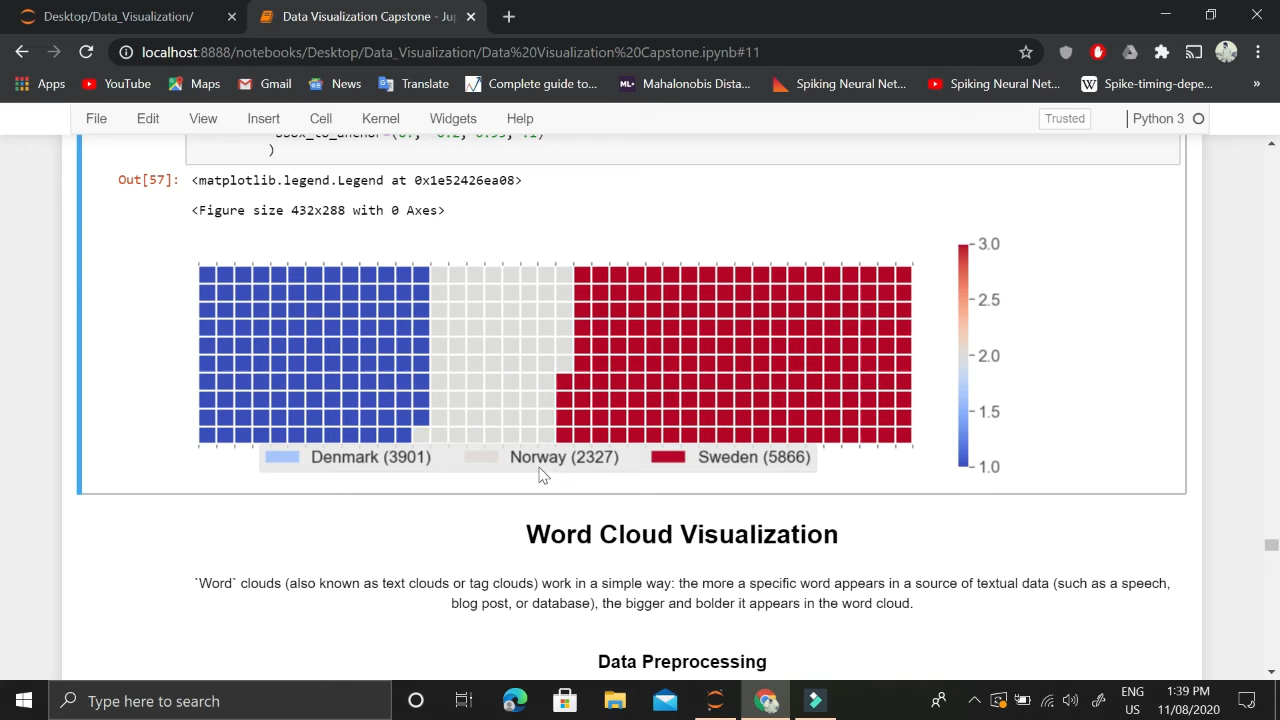 Desktop/Data_Visualization/
Data Visualization Capstone - Jup
localhost:8888/notebooks/Desktop/Data_Visualization/Data%20Visualization%20Capstone.ipynb#11
Apps YouTube Maps Gmail News Translate Complete guide to... ML+ Mahalonobis Dista... Spiking Neural Net... Spiking Neural Net... W Spike-timing-depe... »
File Edit View Insert Cell Kernel Widgets Help Trusted Python 3
)
Out[57]: <matplotlib.legend.Legend at 0x1e52426ea08>
<Figure size 432x288 with 0 Axes>
3.0
2.5
2.0
1.5
1.0
Denmark (3901) Norway (2327) Sweden (5866)
Word Cloud Visualization
`Word` clouds (also known as text clouds or tag clouds) work in a simple way: the more a specific word appears in a source of textual data (such as a speech,
blog post, or database), the bigger and bolder it appears in the word cloud.
Data Preprocessing
Type here to search
ENG
US
1:39 PM
11/08/2020